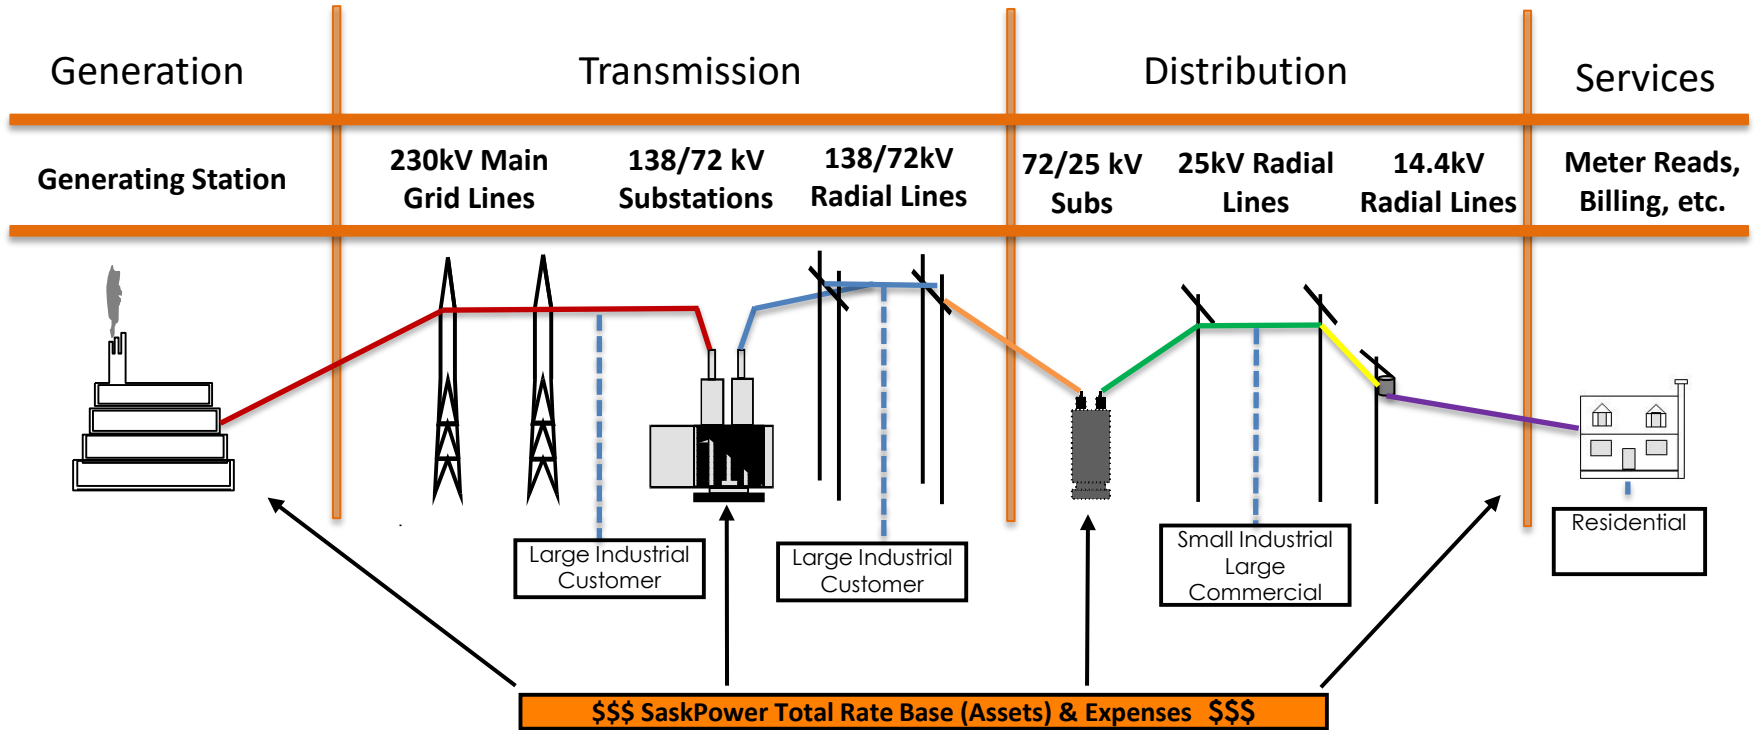 Generation
Transmission
Distribution
Services
Generating Station
230kV Main
Grid Lines
138/72 kV
Substations
138/72kV
Radial Lines
72/25 kV
Subs
25kV Radial
Lines
14.4kV
Radial Lines
Meter Reads,
Billing, etc.
Large Industrial
Customer
Large Industrial
Customer
Small Industrial
Large
Commercial
Residential
$$$ SaskPower Total Rate Base (Assets) & Expenses $$$